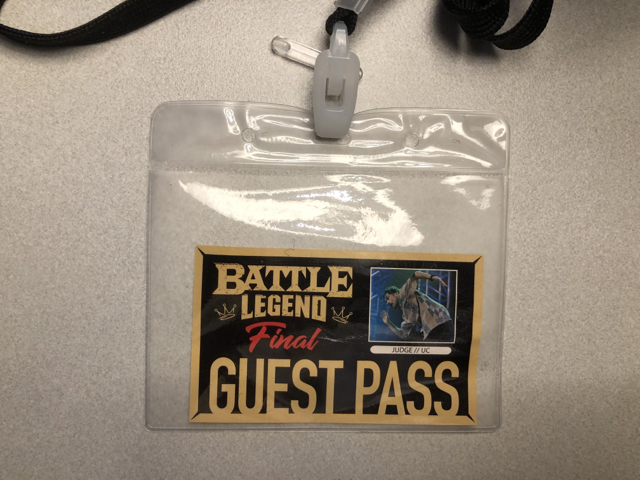 BATTLE
LEGEND
Final
JUDGE // UC
GUEST PASS